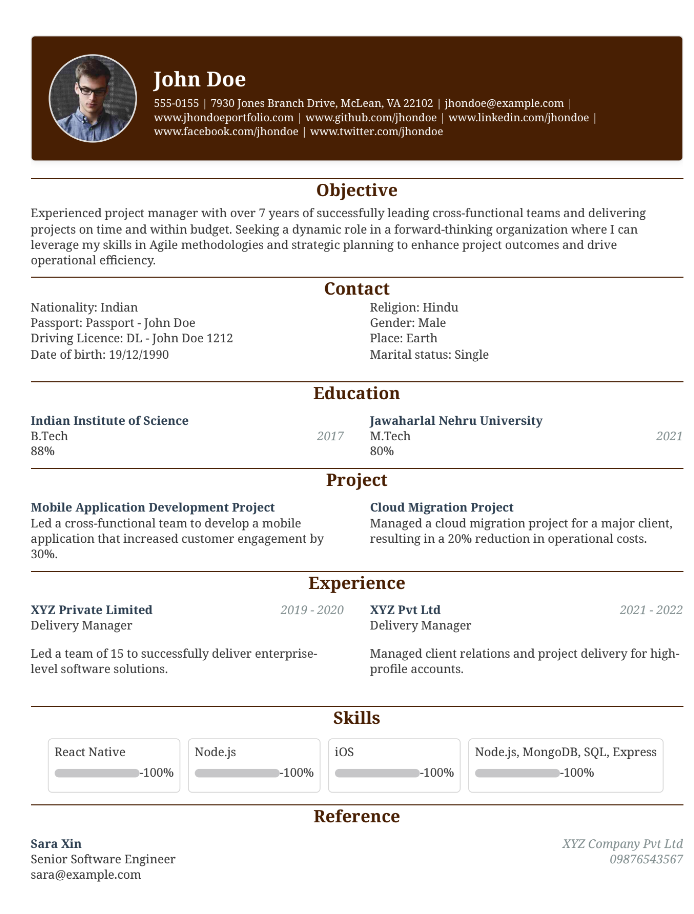 John Doe
555-0155 | 7930 Jones Branch Drive, McLean, VA 22102 | jhondoe@example.com |
www.jhondoeportfolio.com | www.github.com/jhondoe | www.linkedin.com/jhondoe |
www.facebook.com/jhondoe | www.twitter.com/jhondoe
Objective
Experienced project manager with over 7 years of successfully leading cross-functional teams and delivering
projects on time and within budget. Seeking a dynamic role in a forward-thinking organization where I can
leverage my skills in Agile methodologies and strategic planning to enhance project outcomes and drive
operational efficiency.
Contact
Nationality: Indian
Passport: Passport - John Doe
Driving Licence: DL - John Doe 1212
Date of birth: 19/12/1990
Religion: Hindu
Gender: Male
Place: Earth
Marital status: Single
Education
Indian Institute of Science
B.Tech 2017
88%
Jawaharlal Nehru University
M.Tech 2021
80%
Project
Mobile Application Development Project
Led a cross-functional team to develop a mobile
application that increased customer engagement by
30%.
Cloud Migration Project
Managed a cloud migration project for a major client,
resulting in a 20% reduction in operational costs.
Experience
XYZ Private Limited 2019 - 2020
Delivery Manager
Led a team of 15 to successfully deliver enterprise-
level software solutions.
XYZ Pvt Ltd 2021 - 2022
Delivery Manager
Managed client relations and project delivery for high-
profile accounts.
Skills
React Native
-100%
Node.js
-100%
iOS
-100%
Node.js, MongoDB, SQL, Express
-100%
Reference
Sara Xin
Senior Software Engineer
sara@example.com
XYZ Company Pvt Ltd
09876543567